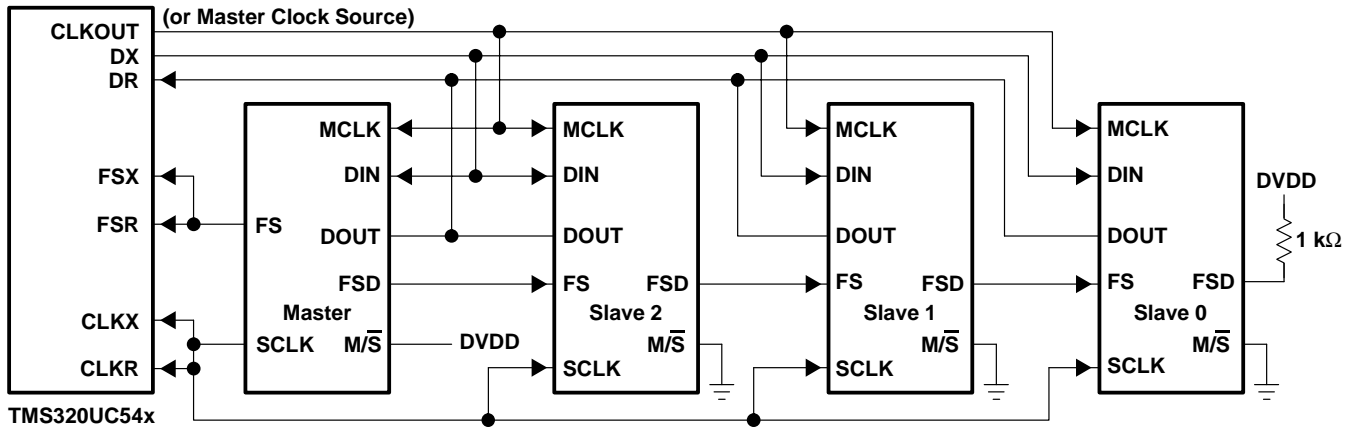 (or Master Clock Source)
CLKOUT
DX
DR
FSX
FSR
CLKX
CLKR
TMS320UC54x
MCLK
DIN
FS
DOUT
FSD
Master
SCLK
M/S̅
DVDD
MCLK
DIN
DOUT
FS
FSD
Slave 2
M/S̅
SCLK
MCLK
DIN
DOUT
FS
FSD
Slave 1
M/S̅
SCLK
MCLK
DIN
DOUT
FS
FSD
Slave 0
M/S̅
SCLK
DVDD
1 kΩ